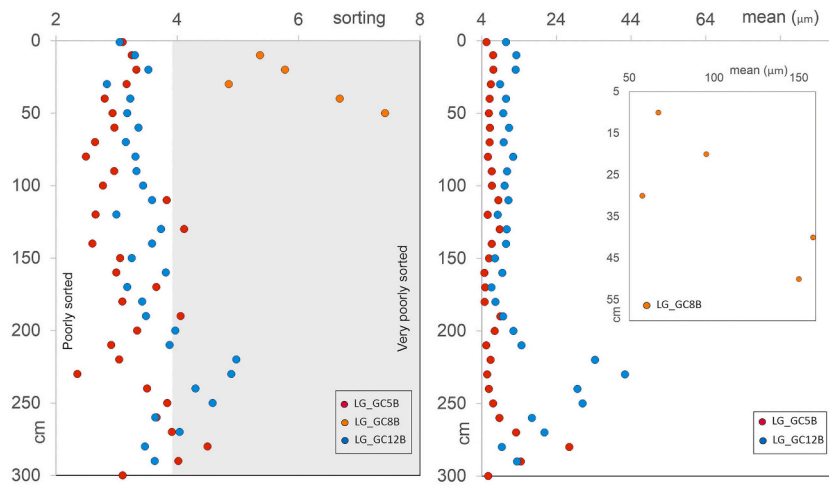 2 4 sorting 8
0
50
100
150
200
250
cm
300
Poorly sorted
Very poorly sorted
LG_GC5B
LG_GC8B
LG_GC12B
4 24 44 64 mean (µm)
0
50
100
150
200
250
cm
300
mean (µm)
50 100 150
5
15
25
35
45
55
cm
LG_GC8B
LG_GC5B
LG_GC12B